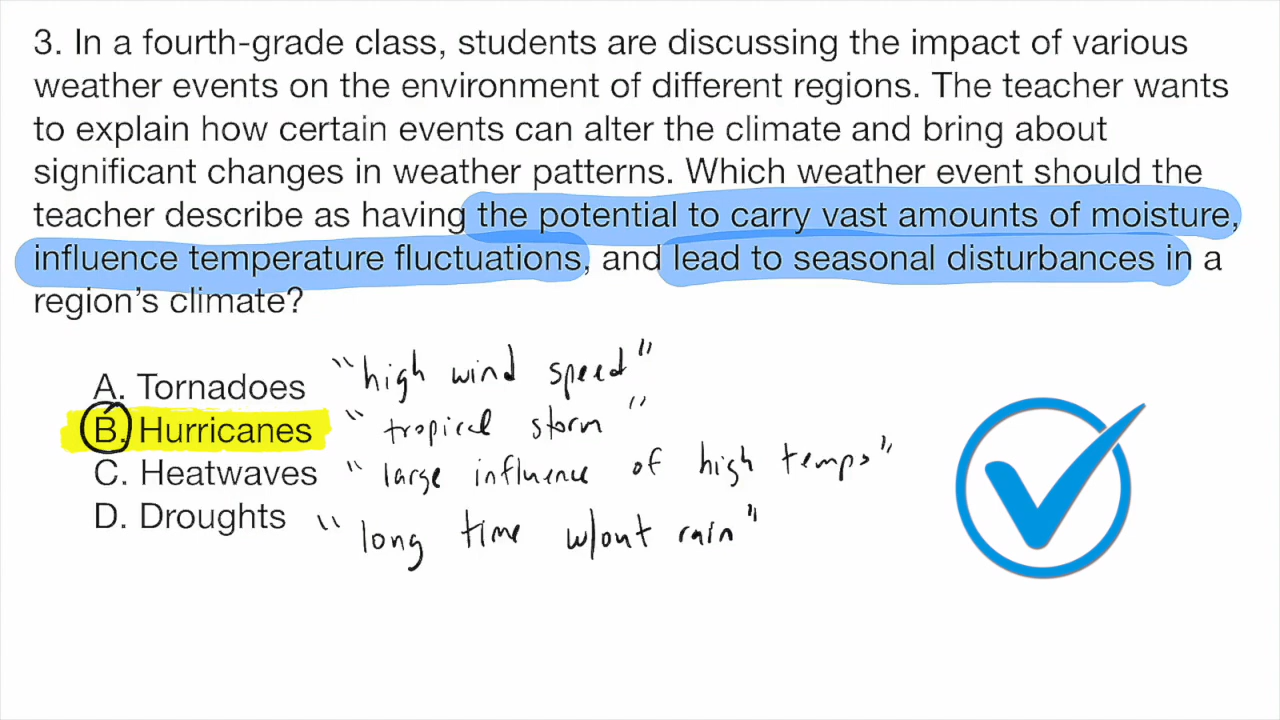 3. In a fourth-grade class, students are discussing the impact of various
weather events on the environment of different regions. The teacher wants
to explain how certain events can alter the climate and bring about
significant changes in weather patterns. Which weather event should the
teacher describe as having the potential to carry vast amounts of moisture,
influence temperature fluctuations, and lead to seasonal disturbances in a
region's climate?
A. Tornadoes "high wind speed"
B. Hurricanes "tropical storm"
C. Heatwaves "large influence of high temps"
D. Droughts "long time w/out rain"